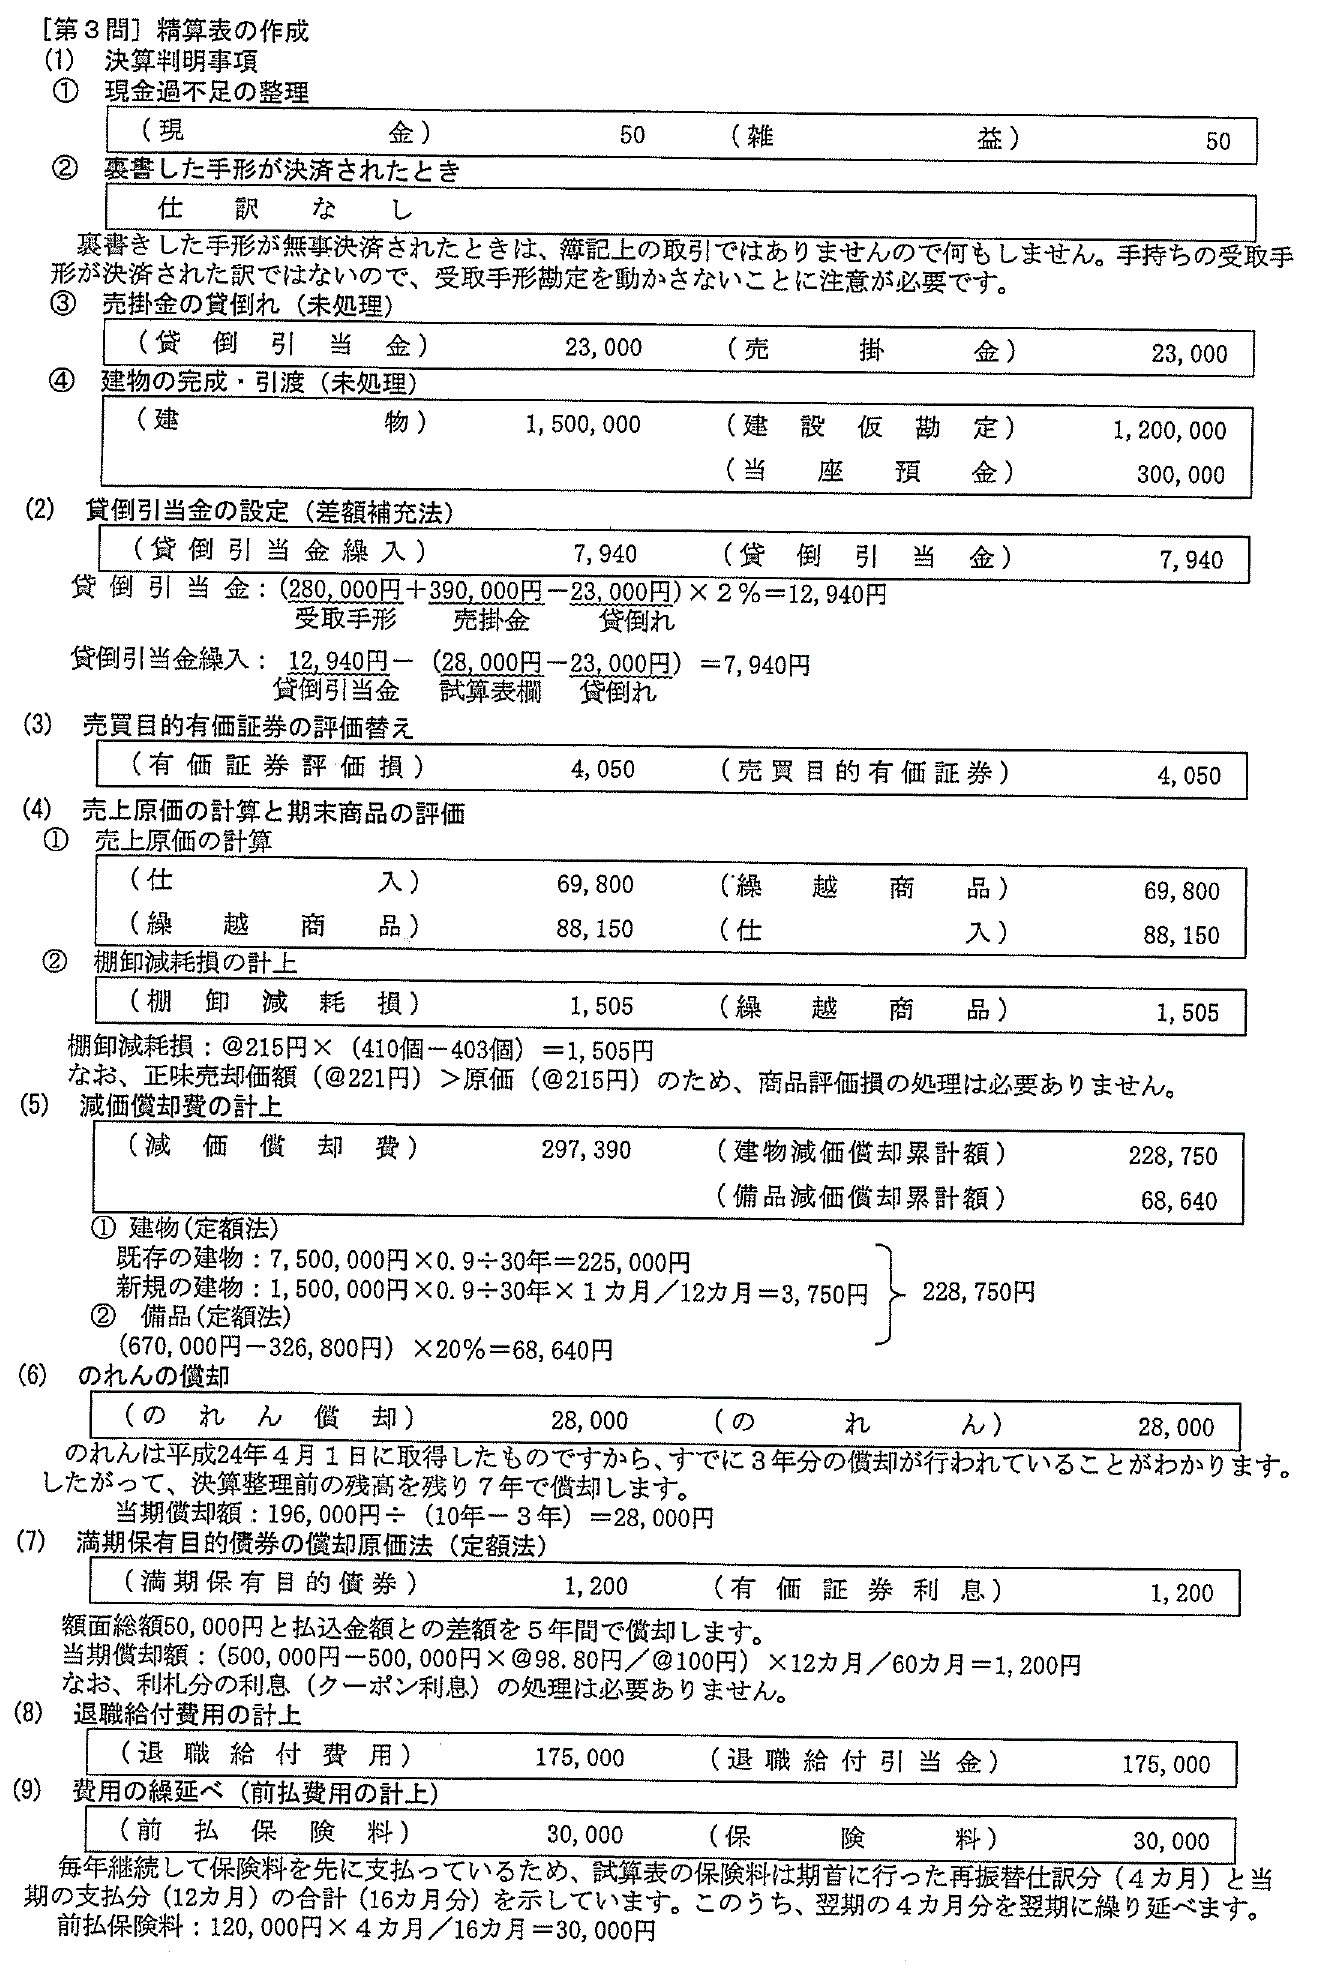 ［第３問］精算表の作成
(1)　決算判明事項
①　現金過不足の整理
（現　　　　金）　50　（雑　　　　益）　50
②　裏書した手形が決済されたとき
仕　訳　な　し
裏書きした手形が無事決済されたときは、簿記上の取引ではありませんので何もしません。手持ちの受取手
形が決済された訳ではないので、受取手形勘定を動かさないことに注意が必要です。
③　売掛金の貸倒れ（未処理）
（貸倒引当金）　23,000　（売　掛　金）　23,000
④　建物の完成・引渡（未処理）
（建　　　　物）　1,500,000　（建設仮勘定）　1,200,000
（当座預金）　300,000
(2)　貸倒引当金の設定（差額補充法）
（貸倒引当金繰入）　7,940　（貸倒引当金）　7,940
貸倒引当金：（280,000円＋390,000円－23,000円）×２％＝12,940円
受取手形　売掛金　貸倒れ
貸倒引当金繰入：12,940円－（28,000円－23,000円）＝7,940円
貸倒引当金　試算表欄　貸倒れ
(3)　売買目的有価証券の評価替え
（有価証券評価損）　4,050　（売買目的有価証券）　4,050
(4)　売上原価の計算と期末商品の評価
①　売上原価の計算
（仕　　　　入）　69,800　（繰越商品）　69,800
（繰越商品）　88,150　（仕　　　　入）　88,150
②　棚卸減耗損の計上
（棚卸減耗損）　1,505　（繰越商品）　1,505
棚卸減耗損：@215円×（410個－403個）＝1,505円
なお、正味売却価額（@221円）＞原価（@215円）のため、商品評価損の処理は必要ありません。
(5)　減価償却費の計上
（減価償却費）　297,390　（建物減価償却累計額）　228,750
（備品減価償却累計額）　68,640
①　建物(定額法)
既存の建物：7,500,000円×0.9÷30年＝225,000円
新規の建物：1,500,000円×0.9÷30年×１カ月／12カ月＝3,750円　228,750円
②　備品(定額法)
（670,000円－326,800円）×20％＝68,640円
(6)　のれんの償却
（のれん償却）　28,000　（の　れ　ん）　28,000
のれんは平成24年４月１日に取得したものですから、すでに３年分の償却が行われていることがわかります。
したがって、決算整理前の残高を残り７年で償却します。
当期償却額：196,000円÷（10年－３年）＝28,000円
(7)　満期保有目的債券の償却原価法（定額法）
（満期保有目的債券）　1,200　（有価証券利息）　1,200
額面総額50,000円と払込金額との差額を５年間で償却します。
当期償却額：（500,000円－500,000円×@98.80円／@100円）×12カ月／60カ月＝1,200円
なお、利札分の利息（クーポン利息）の処理は必要ありません。
(8)　退職給付費用の計上
（退職給付費用）　175,000　（退職給付引当金）　175,000
(9)　費用の繰延べ（前払費用の計上）
（前払保険料）　30,000　（保　険　料）　30,000
毎年継続して保険料を先に支払っているため、試算表の保険料は期首に行った再振替仕訳分（４カ月）と当
期の支払分（12カ月）の合計（16カ月分）を示しています。このうち、翌期の４カ月分を翌期に繰り延べます。
前払保険料：120,000円×４カ月／16カ月＝30,000円